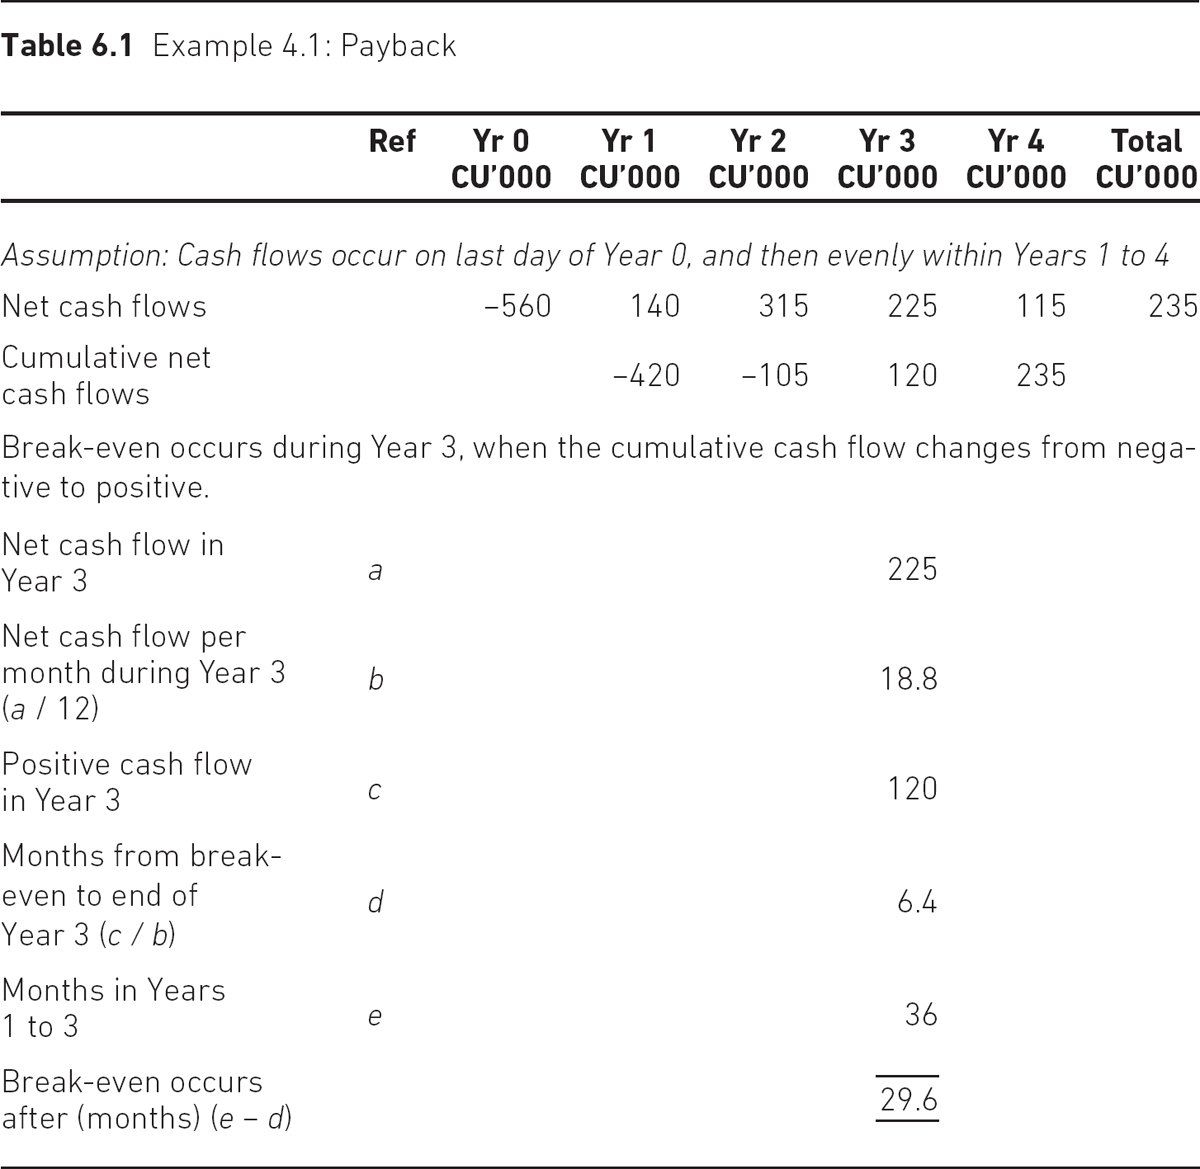 Table 6.1 Example 4.1: Payback
Ref Yr 0 Yr 1 Yr 2 Yr 3 Yr 4 Total
CU’000 CU’000 CU’000 CU’000 CU’000 CU’000
Assumption: Cash flows occur on last day of Year 0, and then evenly within Years 1 to 4
Net cash flows –560 140 315 225 115 235
Cumulative net
cash flows –420 –105 120 235
Break-even occurs during Year 3, when the cumulative cash flow changes from nega-
tive to positive.
Net cash flow in
Year 3 a 225
Net cash flow per
month during Year 3 b 18.8
(a / 12)
Positive cash flow
in Year 3 c 120
Months from break-
even to end of d 6.4
Year 3 (c / b)
Months in Years
1 to 3 e 36
Break-even occurs
after (months) (e – d) 29.6